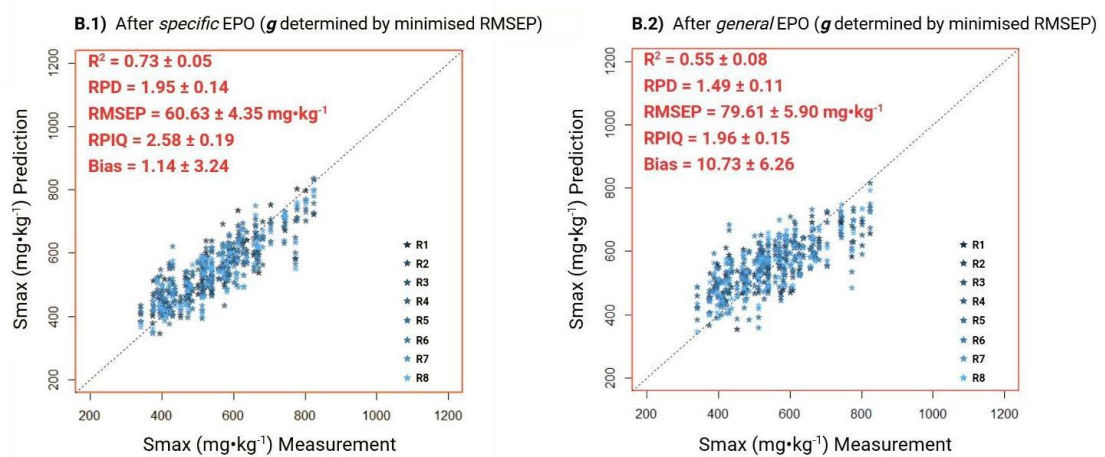 B.1) After specific EPO (g determined by minimised RMSEP)
R² = 0.73 ± 0.05
RPD = 1.95 ± 0.14
RMSEP = 60.63 ± 4.35 mg•kg⁻¹
RPIQ = 2.58 ± 0.19
Bias = 1.14 ± 3.24
Smax (mg•kg⁻¹) Prediction
1200
1000
800
600
400
200
R1
R2
R3
R4
R5
R6
R7
R8
200 400 600 800 1000 1200
Smax (mg•kg⁻¹) Measurement
B.2) After general EPO (g determined by minimised RMSEP)
R² = 0.55 ± 0.08
RPD = 1.49 ± 0.11
RMSEP = 79.61 ± 5.90 mg•kg⁻¹
RPIQ = 1.96 ± 0.15
Bias = 10.73 ± 6.26
Smax (mg•kg⁻¹) Prediction
1200
1000
800
600
400
200
R1
R2
R3
R4
R5
R6
R7
R8
200 400 600 800 1000 1200
Smax (mg•kg⁻¹) Measurement